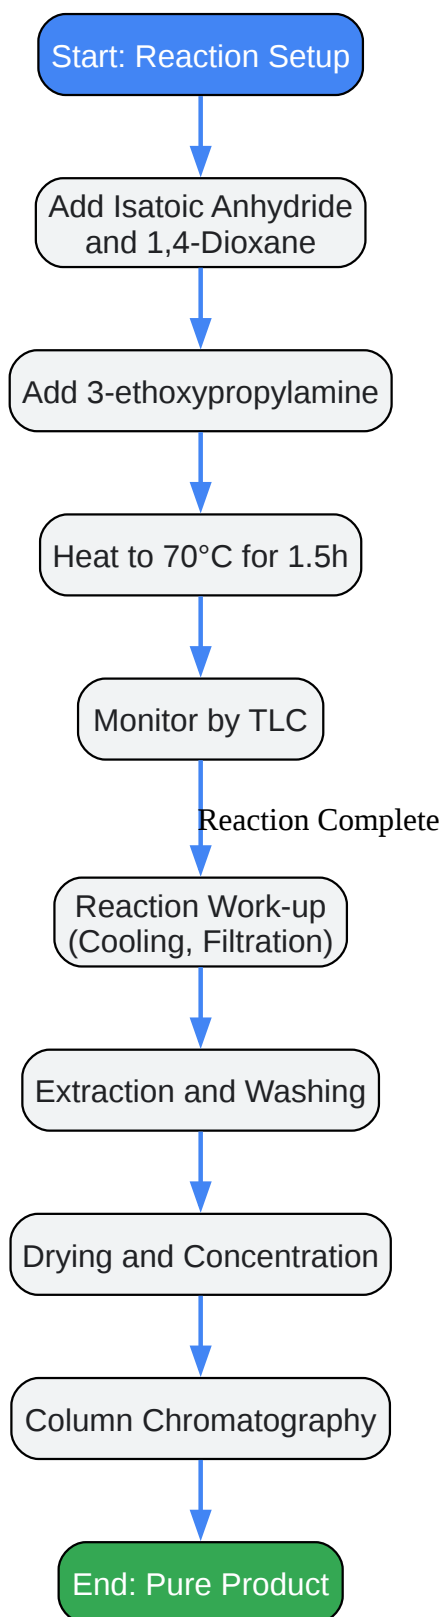 Start: Reaction Setup
Add Isatoic Anhydride
and 1,4-Dioxane
Add 3-ethoxypropylamine
Heat to 70°C for 1.5h
Monitor by TLC
Reaction Complete
Reaction Work-up
(Cooling, Filtration)
Extraction and Washing
Drying and Concentration
Column Chromatography
End: Pure Product